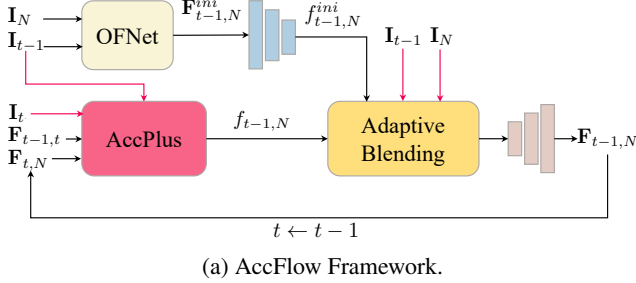 I_N
I_{t-1}
OFNet
F^{ini}_{t-1,N}
f^{ini}_{t-1,N}
I_{t-1} I_N
I_t
F_{t-1,t}
F_{t,N}
AccPlus
f_{t-1,N}
Adaptive
Blending
F_{t-1,N}
t ← t − 1
(a) AccFlow Framework.